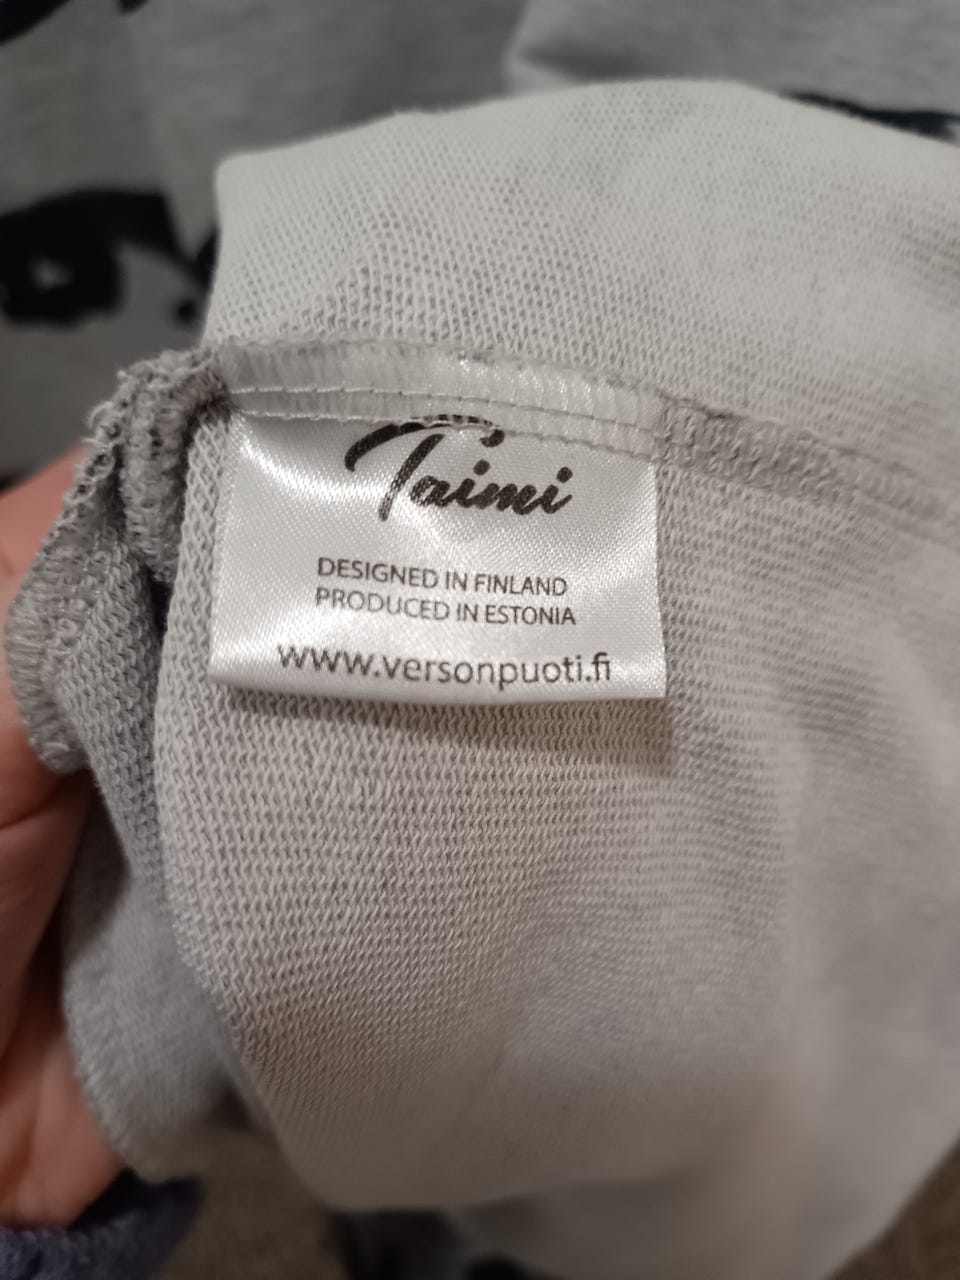 Taimi
DESIGNED IN FINLAND
PRODUCED IN ESTONIA
www.versonpuoti.fi